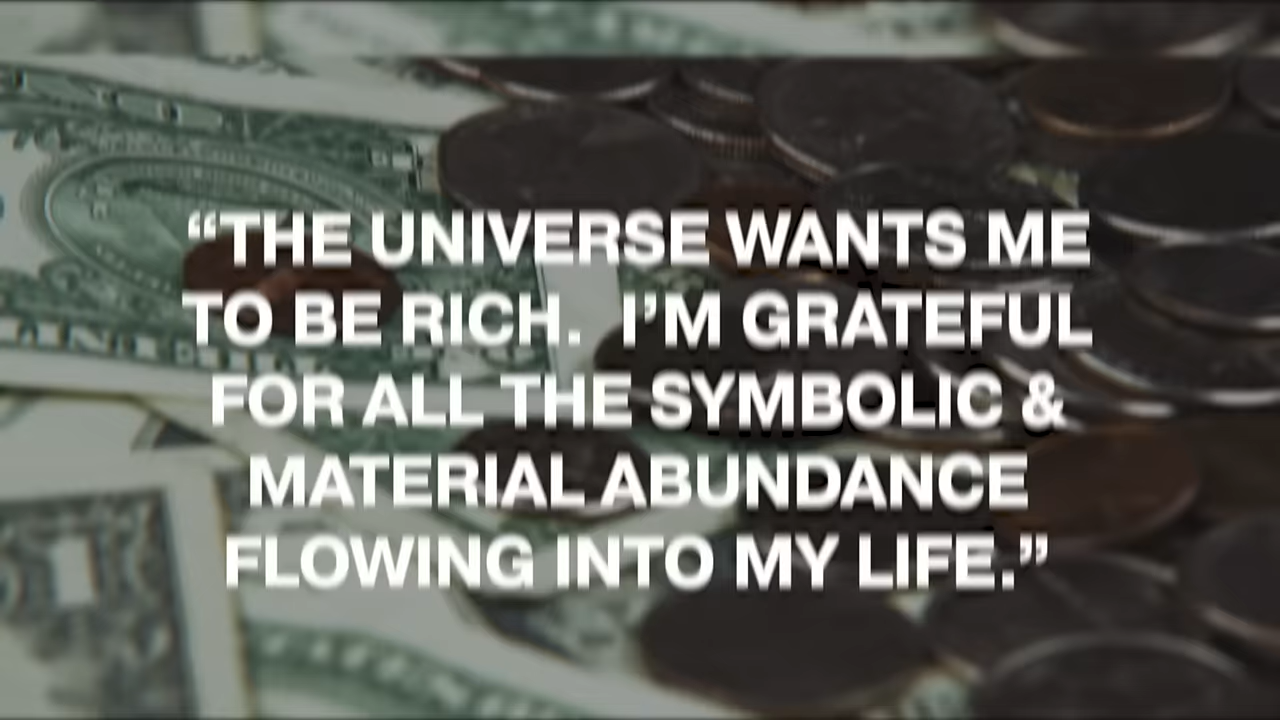 “THE UNIVERSE WANTS ME
TO BE RICH.  I’M GRATEFUL
FOR ALL THE SYMBOLIC &
MATERIAL ABUNDANCE
FLOWING INTO MY LIFE.”